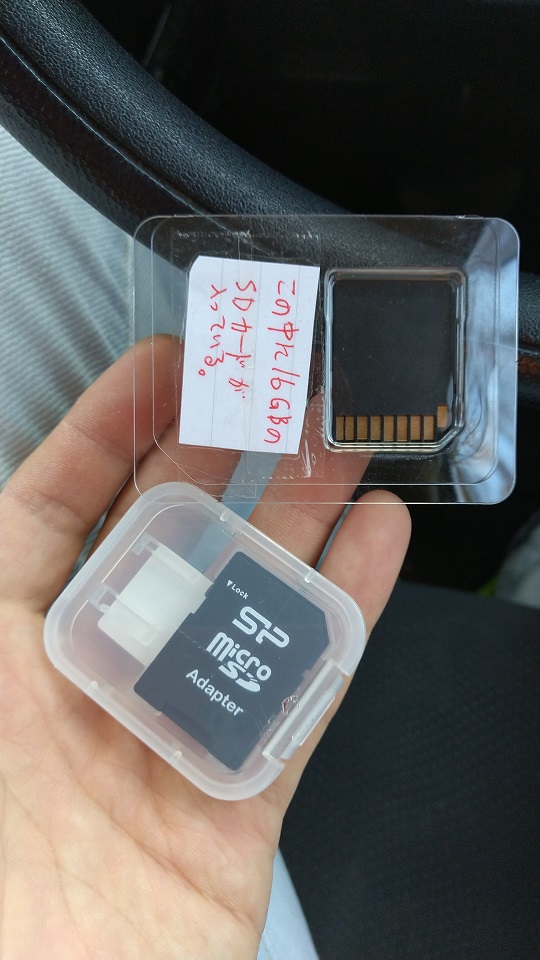 この中に16GBの
SDカードが
入っている。
Lock
SP
micro
SD
Adapter